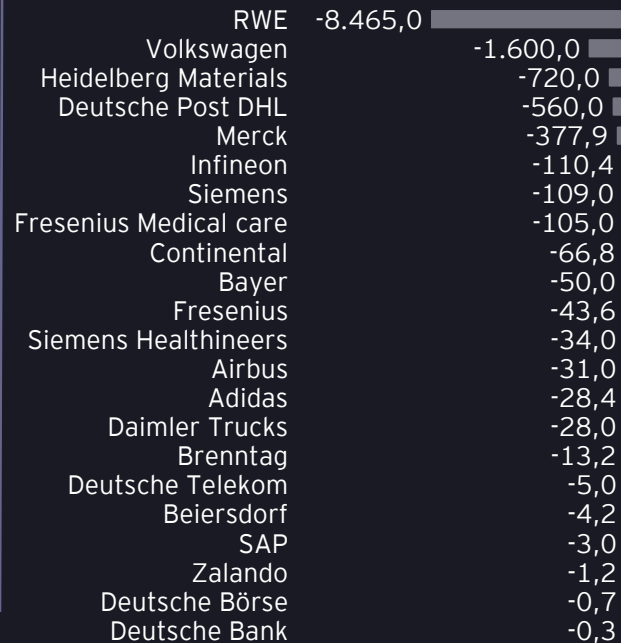 RWE -8.465,0
Volkswagen -1.600,0
Heidelberg Materials -720,0
Deutsche Post DHL -560,0
Merck -377,9
Infineon -110,4
Siemens -109,0
Fresenius Medical care -105,0
Continental -66,8
Bayer -50,0
Fresenius -43,6
Siemens Healthineers -34,0
Airbus -31,0
Adidas -28,4
Daimler Trucks -28,0
Brenntag -13,2
Deutsche Telekom -5,0
Beiersdorf -4,2
SAP -3,0
Zalando -1,2
Deutsche Börse -0,7
Deutsche Bank -0,3